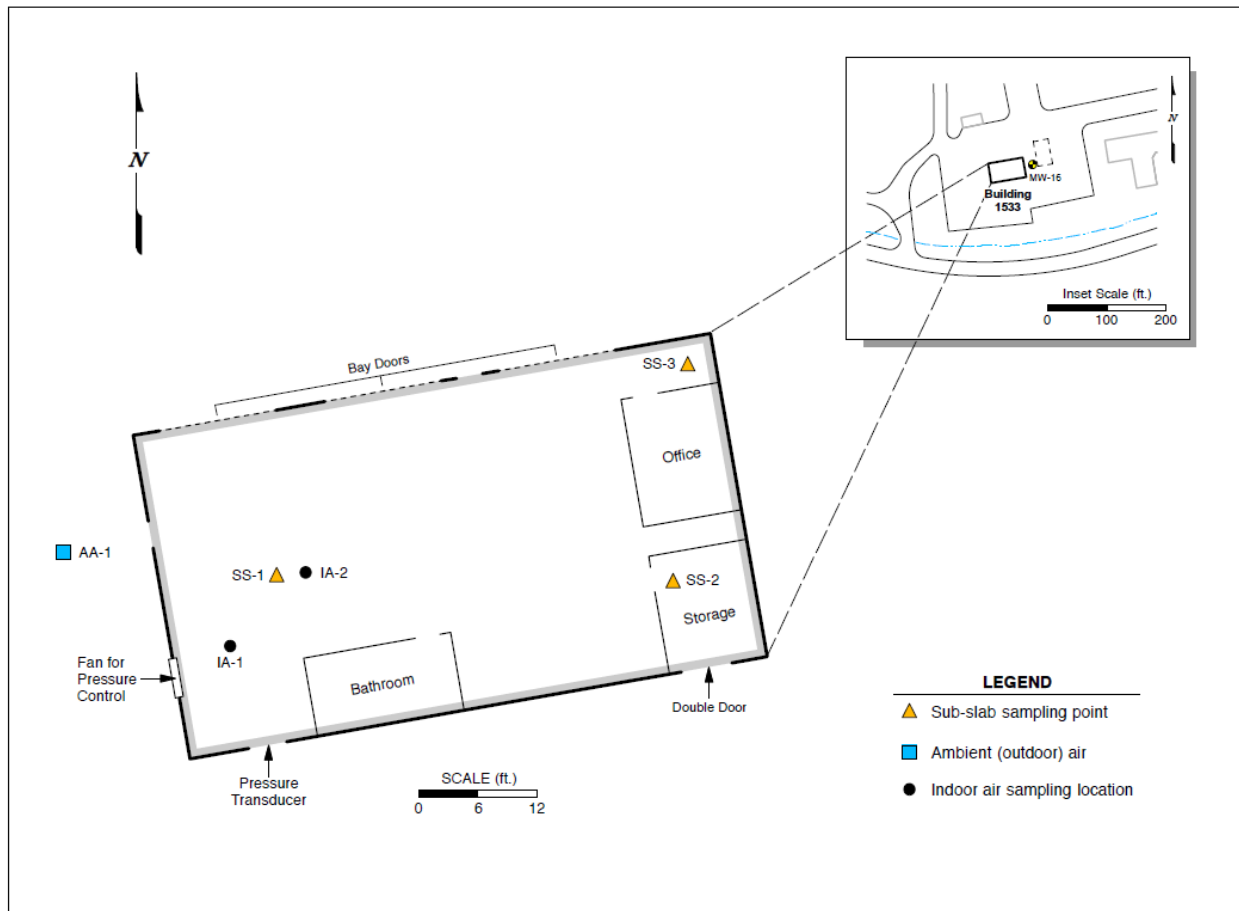 N
N
MW-16
Building
1533
Inset Scale (ft.)
0 100 200
Bay Doors
SS-3
Office
AA-1
SS-1
IA-2
SS-2
Storage
IA-1
Fan for
Pressure
Control
Bathroom
Double Door
Pressure
Transducer
SCALE (ft.)
0 6 12
LEGEND
Sub-slab sampling point
Ambient (outdoor) air
Indoor air sampling location